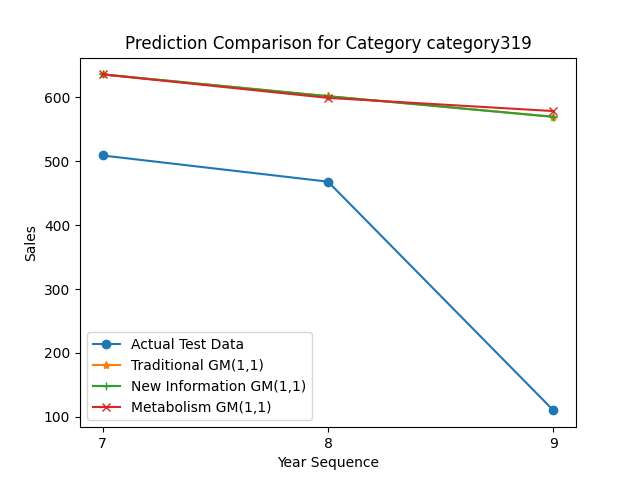 Prediction Comparison for Category category319
600
500
400
300
200
100
Sales
Actual Test Data
Traditional GM(1,1)
New Information GM(1,1)
Metabolism GM(1,1)
7
8
9
Year Sequence